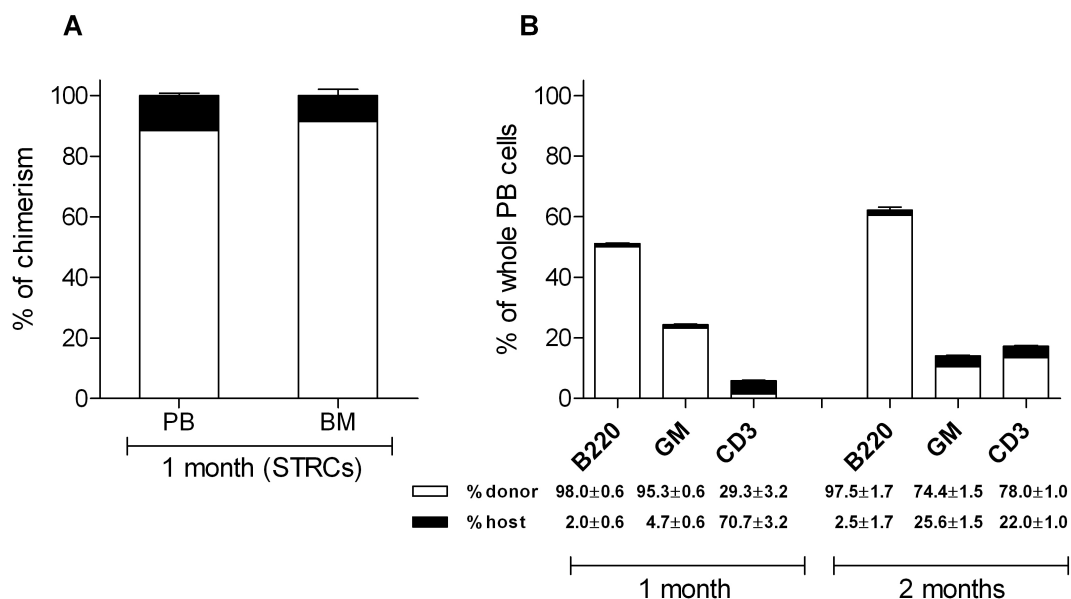 A
% of chimerism
100
80
60
40
20
0
PB BM
1 month (STRCs)
B
% of whole PB cells
100
80
60
40
20
0
B220 GM CD3 B220 GM CD3
% donor 98.0±0.6 95.3±0.6 29.3±3.2 97.5±1.7 74.4±1.5 78.0±1.0
% host 2.0±0.6 4.7±0.6 70.7±3.2 2.5±1.7 25.6±1.5 22.0±1.0
1 month 2 months